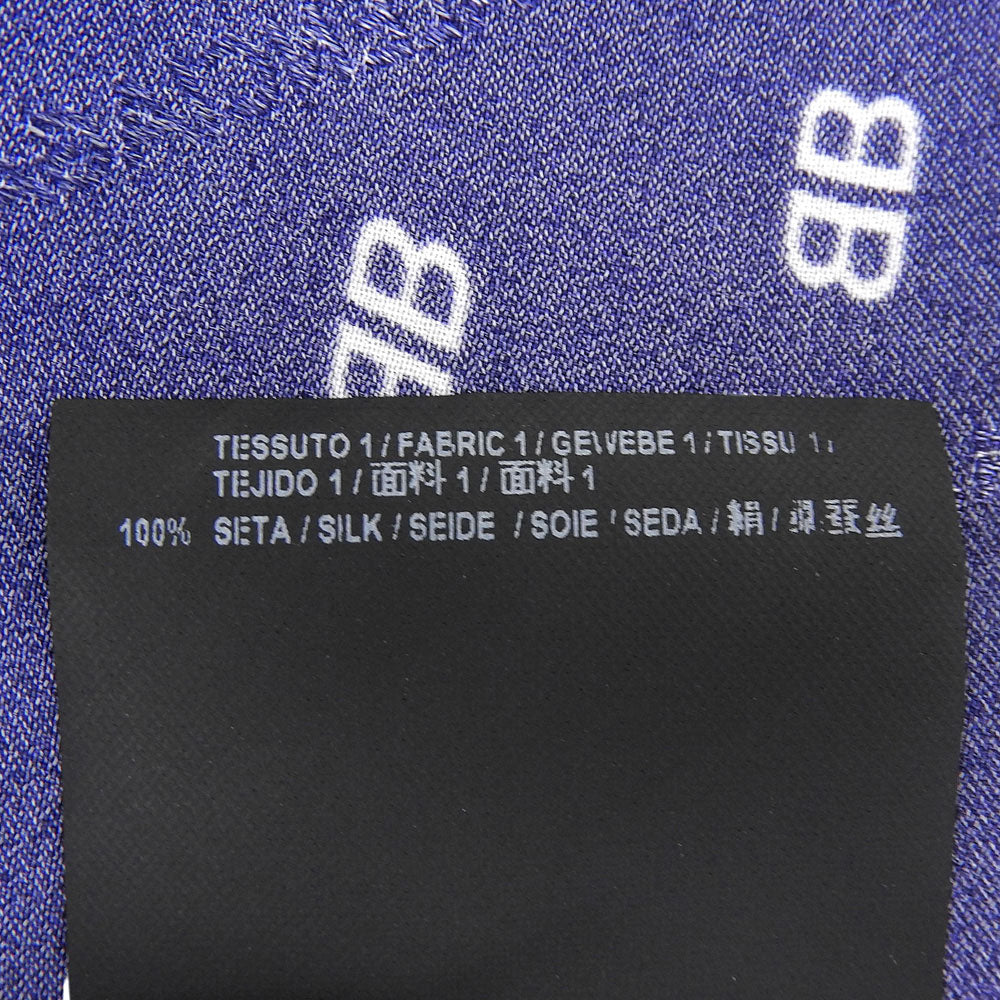 BB
BB
TESSUTO 1 / FABRIC 1 / GEWEBE 1 / TISSU 1 /
TEJIDO 1 / 面料 1 / 面料 1
100% SETA / SILK / SEIDE / SOIE / SEDA / 絹 / 蚕丝